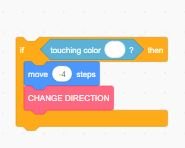 if touching color ? then
move -4 steps
CHANGE DIRECTION